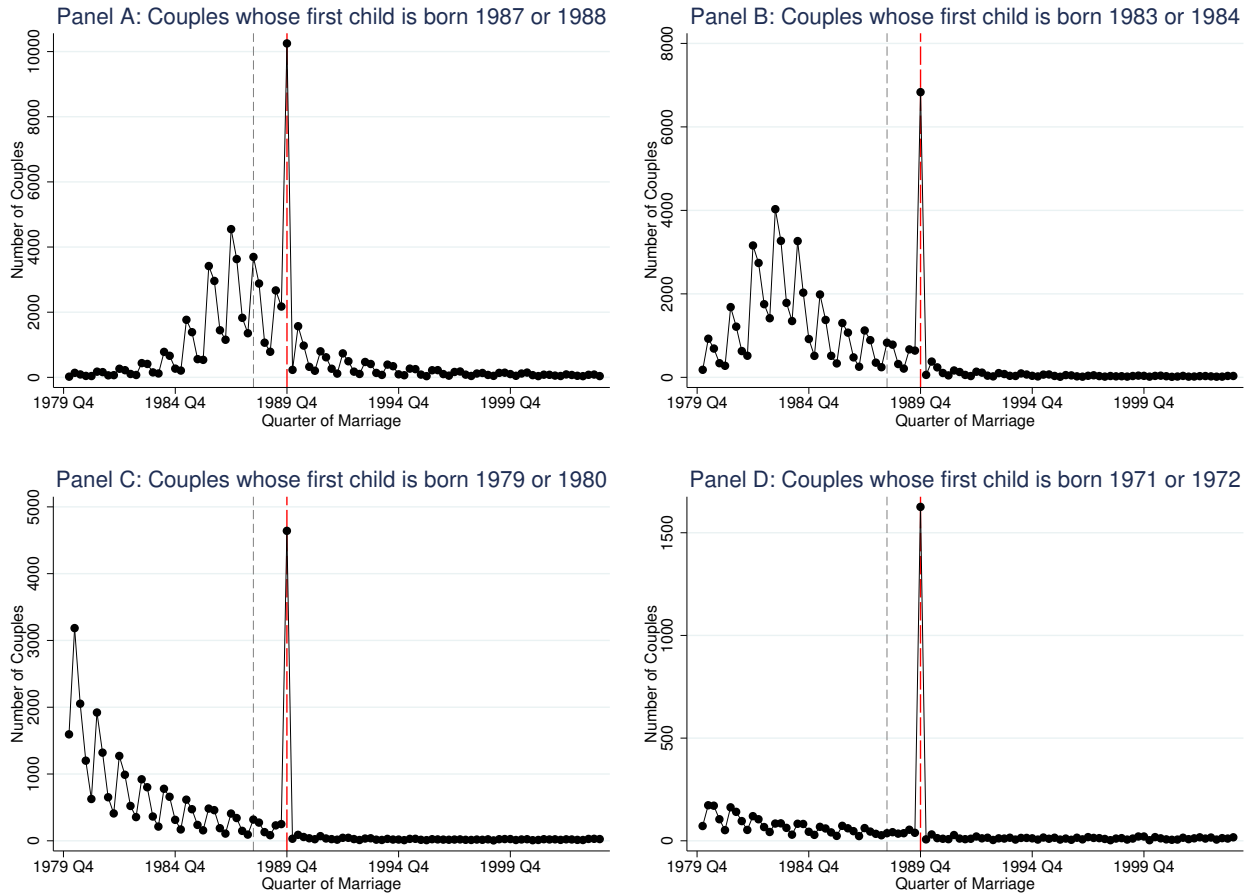 Panel A: Couples whose first child is born 1987 or 1988
Number of Couples
10000
8000
6000
4000
2000
0
1979 Q4 1984 Q4 1989 Q4 1994 Q4 1999 Q4
Quarter of Marriage
Panel B: Couples whose first child is born 1983 or 1984
Number of Couples
8000
6000
4000
2000
0
1979 Q4 1984 Q4 1989 Q4 1994 Q4 1999 Q4
Quarter of Marriage
Panel C: Couples whose first child is born 1979 or 1980
Number of Couples
5000
4000
3000
2000
1000
0
1979 Q4 1984 Q4 1989 Q4 1994 Q4 1999 Q4
Quarter of Marriage
Panel D: Couples whose first child is born 1971 or 1972
Number of Couples
1500
1000
500
0
1979 Q4 1984 Q4 1989 Q4 1994 Q4 1999 Q4
Quarter of Marriage